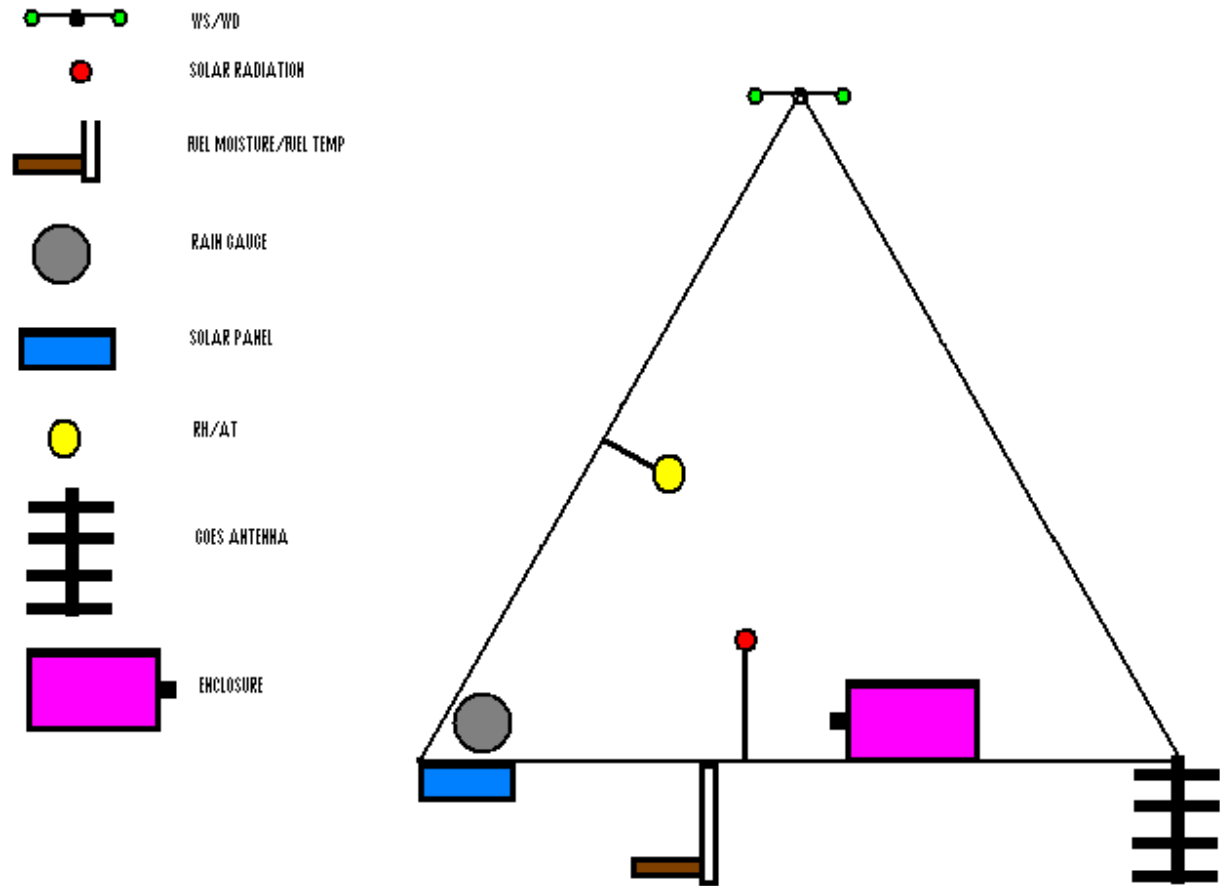 WS/WD
SOLAR RADIATION
FUEL MOISTURE/FUEL TEMP
RAIN GAUGE
SOLAR PANEL
RH/AT
GOES ANTENNA
ENCLOSURE